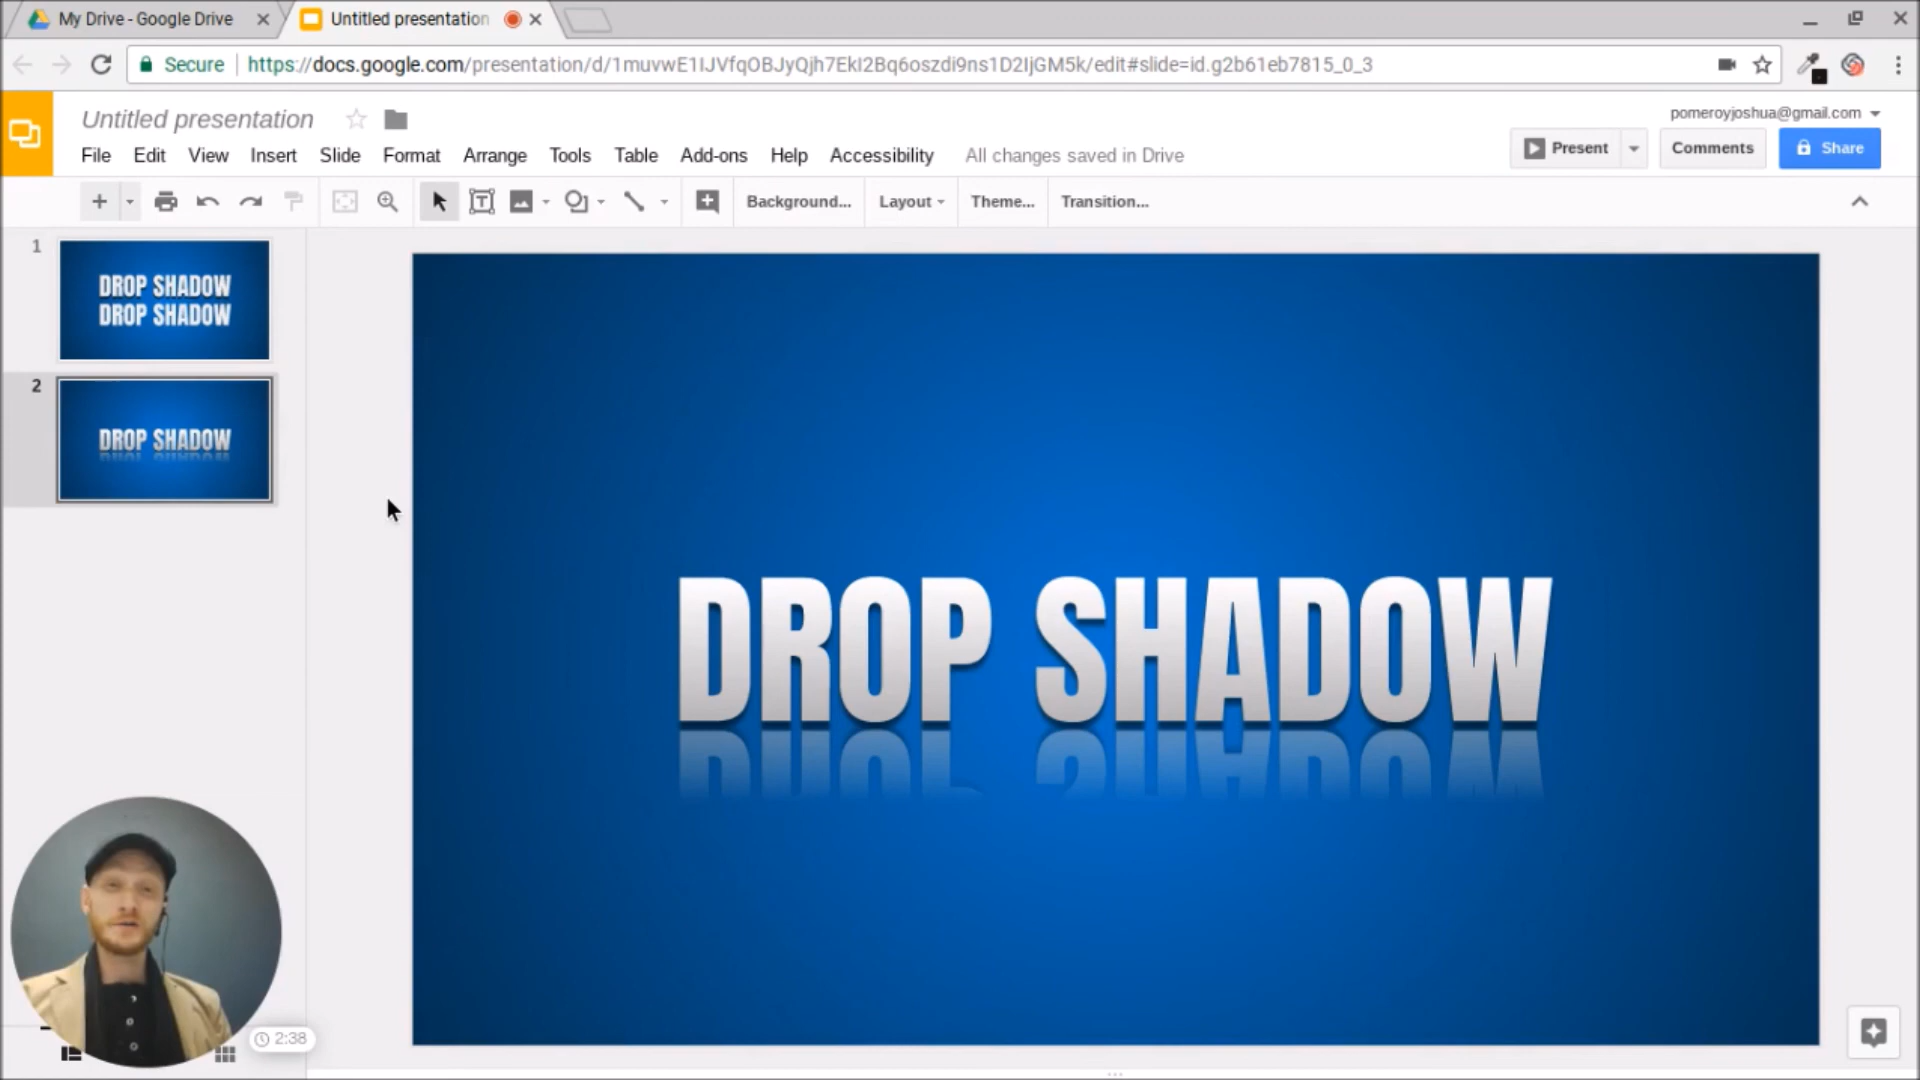 My Drive - Google Drive
Untitled presentation
Secure https://docs.google.com/presentation/d/1muvwE1IJVfqOBJyQjh7EkI2Bq6oszdi9ns1D2IjGM5k/edit#slide=id.g2b61eb7815_0_3
Untitled presentation
pomeroyjoshua@gmail.com
File Edit View Insert Slide Format Arrange Tools Table Add-ons Help Accessibility All changes saved in Drive
Present Comments Share
Background... Layout Theme... Transition...
1
DROP SHADOW
DROP SHADOW
2
DROP SHADOW
DROP SHADOW
2:38